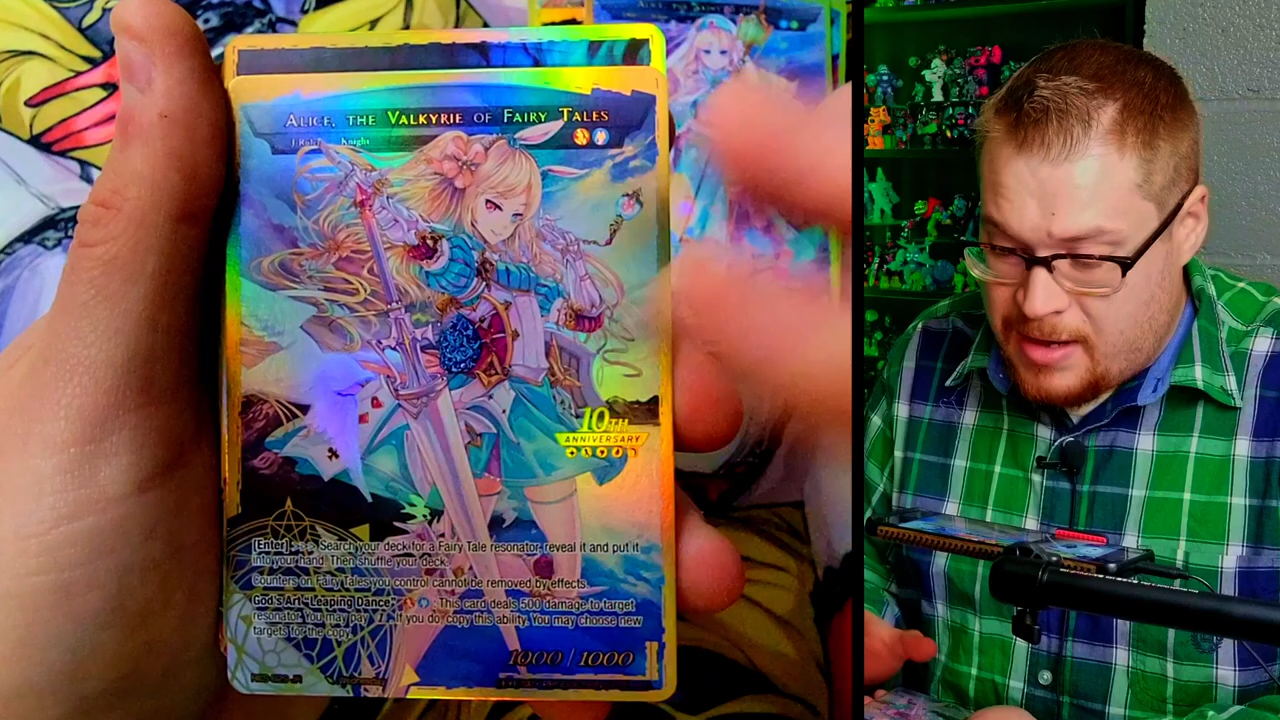 ALICE, THE VALKYRIE OF FAIRY TALES
J-Ruler Knight
10TH
ANNIVERSARY
[Enter] >>> Search your deck for a Fairy Tale resonator, reveal it and put it
into your hand. Then shuffle your deck.
Counters on Fairy Tales you control cannot be removed by effects.
God's Art "Leaping Dance" : This card deals 500 damage to target
resonator. You may pay . If you do, copy this ability. You may choose new
targets for the copy.
1000 / 1000